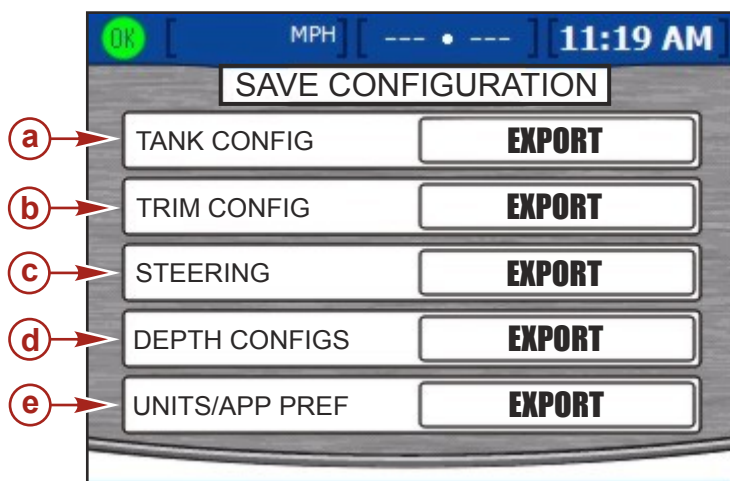 OK [ MPH ] [ --- • --- ] [ 11:19 AM ]
SAVE CONFIGURATION
a TANK CONFIG EXPORT
b TRIM CONFIG EXPORT
c STEERING EXPORT
d DEPTH CONFIGS EXPORT
e UNITS/APP PREF EXPORT